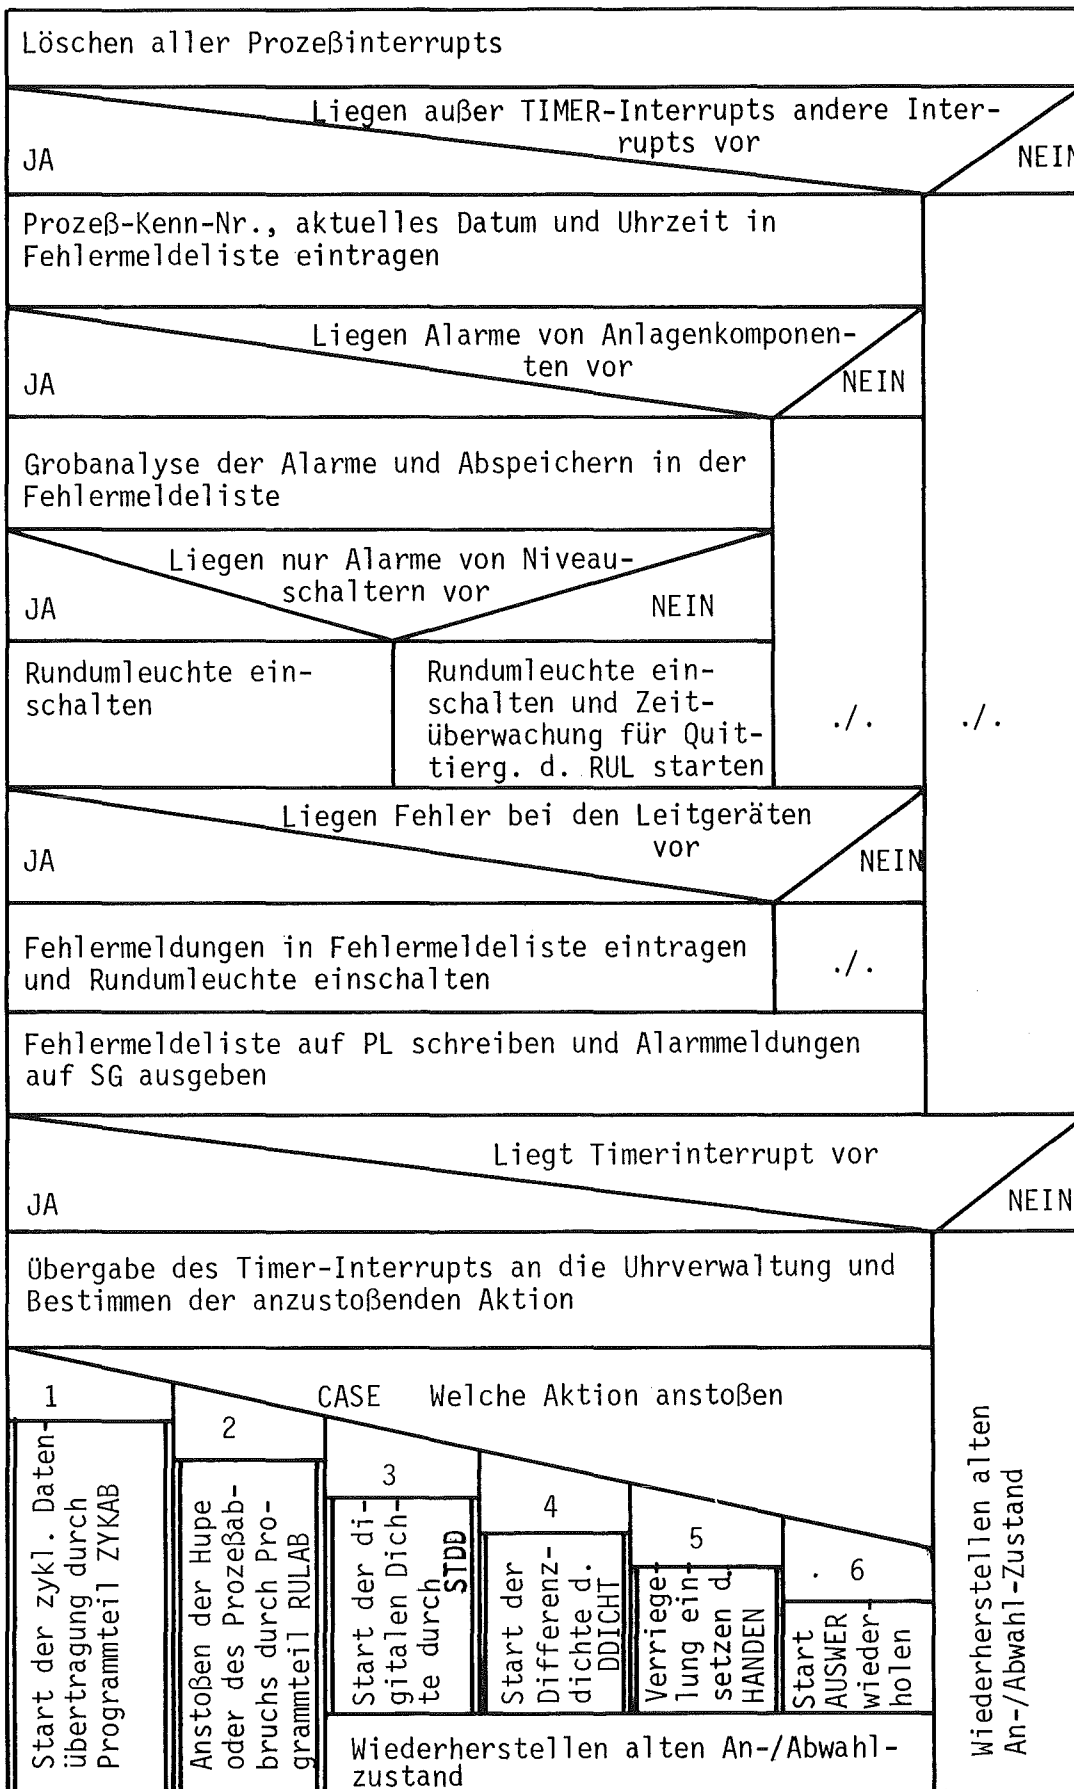 Löschen aller Prozeßinterrupts
Liegen außer TIMER-Interrupts andere Inter-
rupts vor
JA
NEIN
Prozeß-Kenn-Nr., aktuelles Datum und Uhrzeit in
Fehlermeldeliste eintragen
Liegen Alarme von Anlagenkomponen-
ten vor
JA
NEIN
Grobanalyse der Alarme und Abspeichern in der
Fehlermeldeliste
Liegen nur Alarme von Niveau-
schaltern vor
JA
NEIN
Rundumleuchte ein-
schalten
Rundumleuchte ein-
schalten und Zeit-
überwachung für Quit-
tierg. d. RUL starten
./.
./.
Liegen Fehler bei den Leitgeräten
vor
JA
NEIN
Fehlermeldungen in Fehlermeldeliste eintragen
und Rundumleuchte einschalten
./.
Fehlermeldeliste auf PL schreiben und Alarmmeldungen
auf SG ausgeben
Liegt Timerinterrupt vor
JA
NEIN
Übergabe des Timer-Interrupts an die Uhrverwaltung und
Bestimmen der anzustoßenden Aktion
CASE Welche Aktion anstoßen
1
Start der zykl. Daten-
übertragung durch
Programmteil ZYKAB
2
Anstoßen der Hupe
oder des Prozeßab-
bruchs durch Pro-
grammteil RULAB
3
Start der di-
gitalen Dich-
te durch
STDD
4
Start der
Differenz-
dichte d.
DDICHT
5
Verriege-
lung ein-
setzen d.
HANDEN
. 6
Start
AUSWER
wieder-
holen
Wiederherstellen alten An-/Abwahl-
zustand
Wiederherstellen alten
An-/Abwahl-Zustand